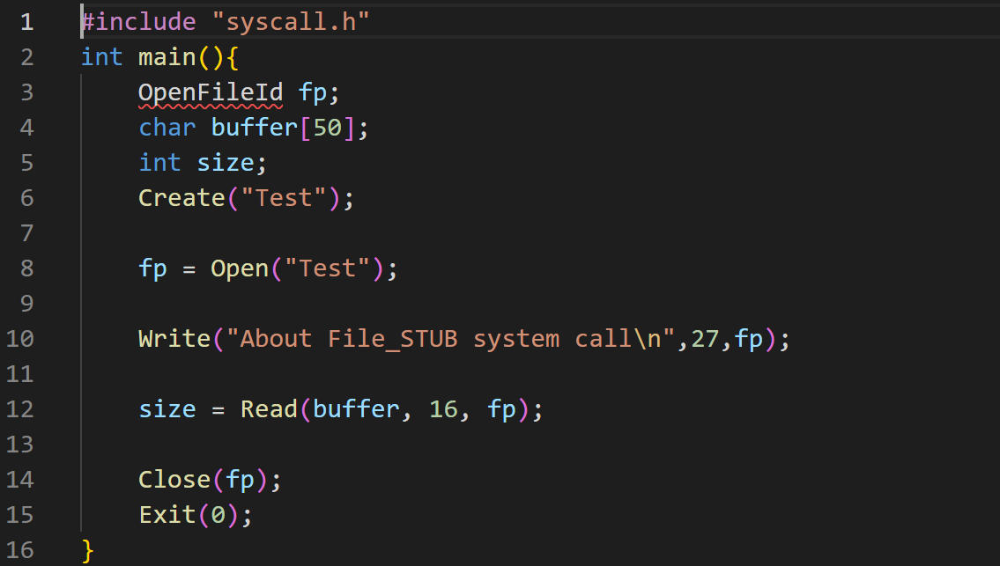 1 #include "syscall.h"
2 int main(){
3     OpenFileId fp;
4     char buffer[50];
5     int size;
6     Create("Test");
7
8     fp = Open("Test");
9
10     Write("About File_STUB system call\n",27,fp);
11
12     size = Read(buffer, 16, fp);
13
14     Close(fp);
15     Exit(0);
16 }